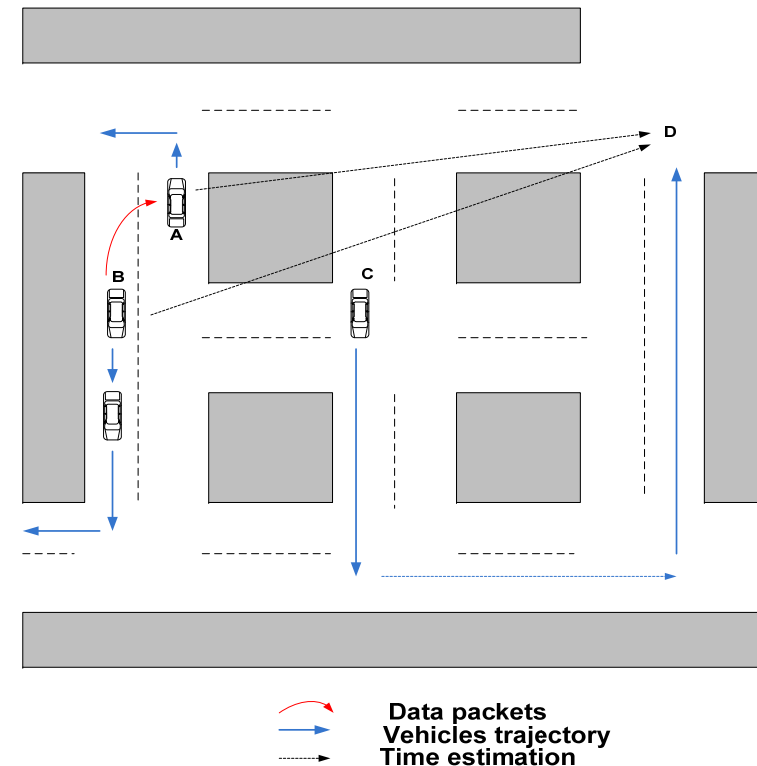 D
A
B
C
Data packets
Vehicles trajectory
Time estimation